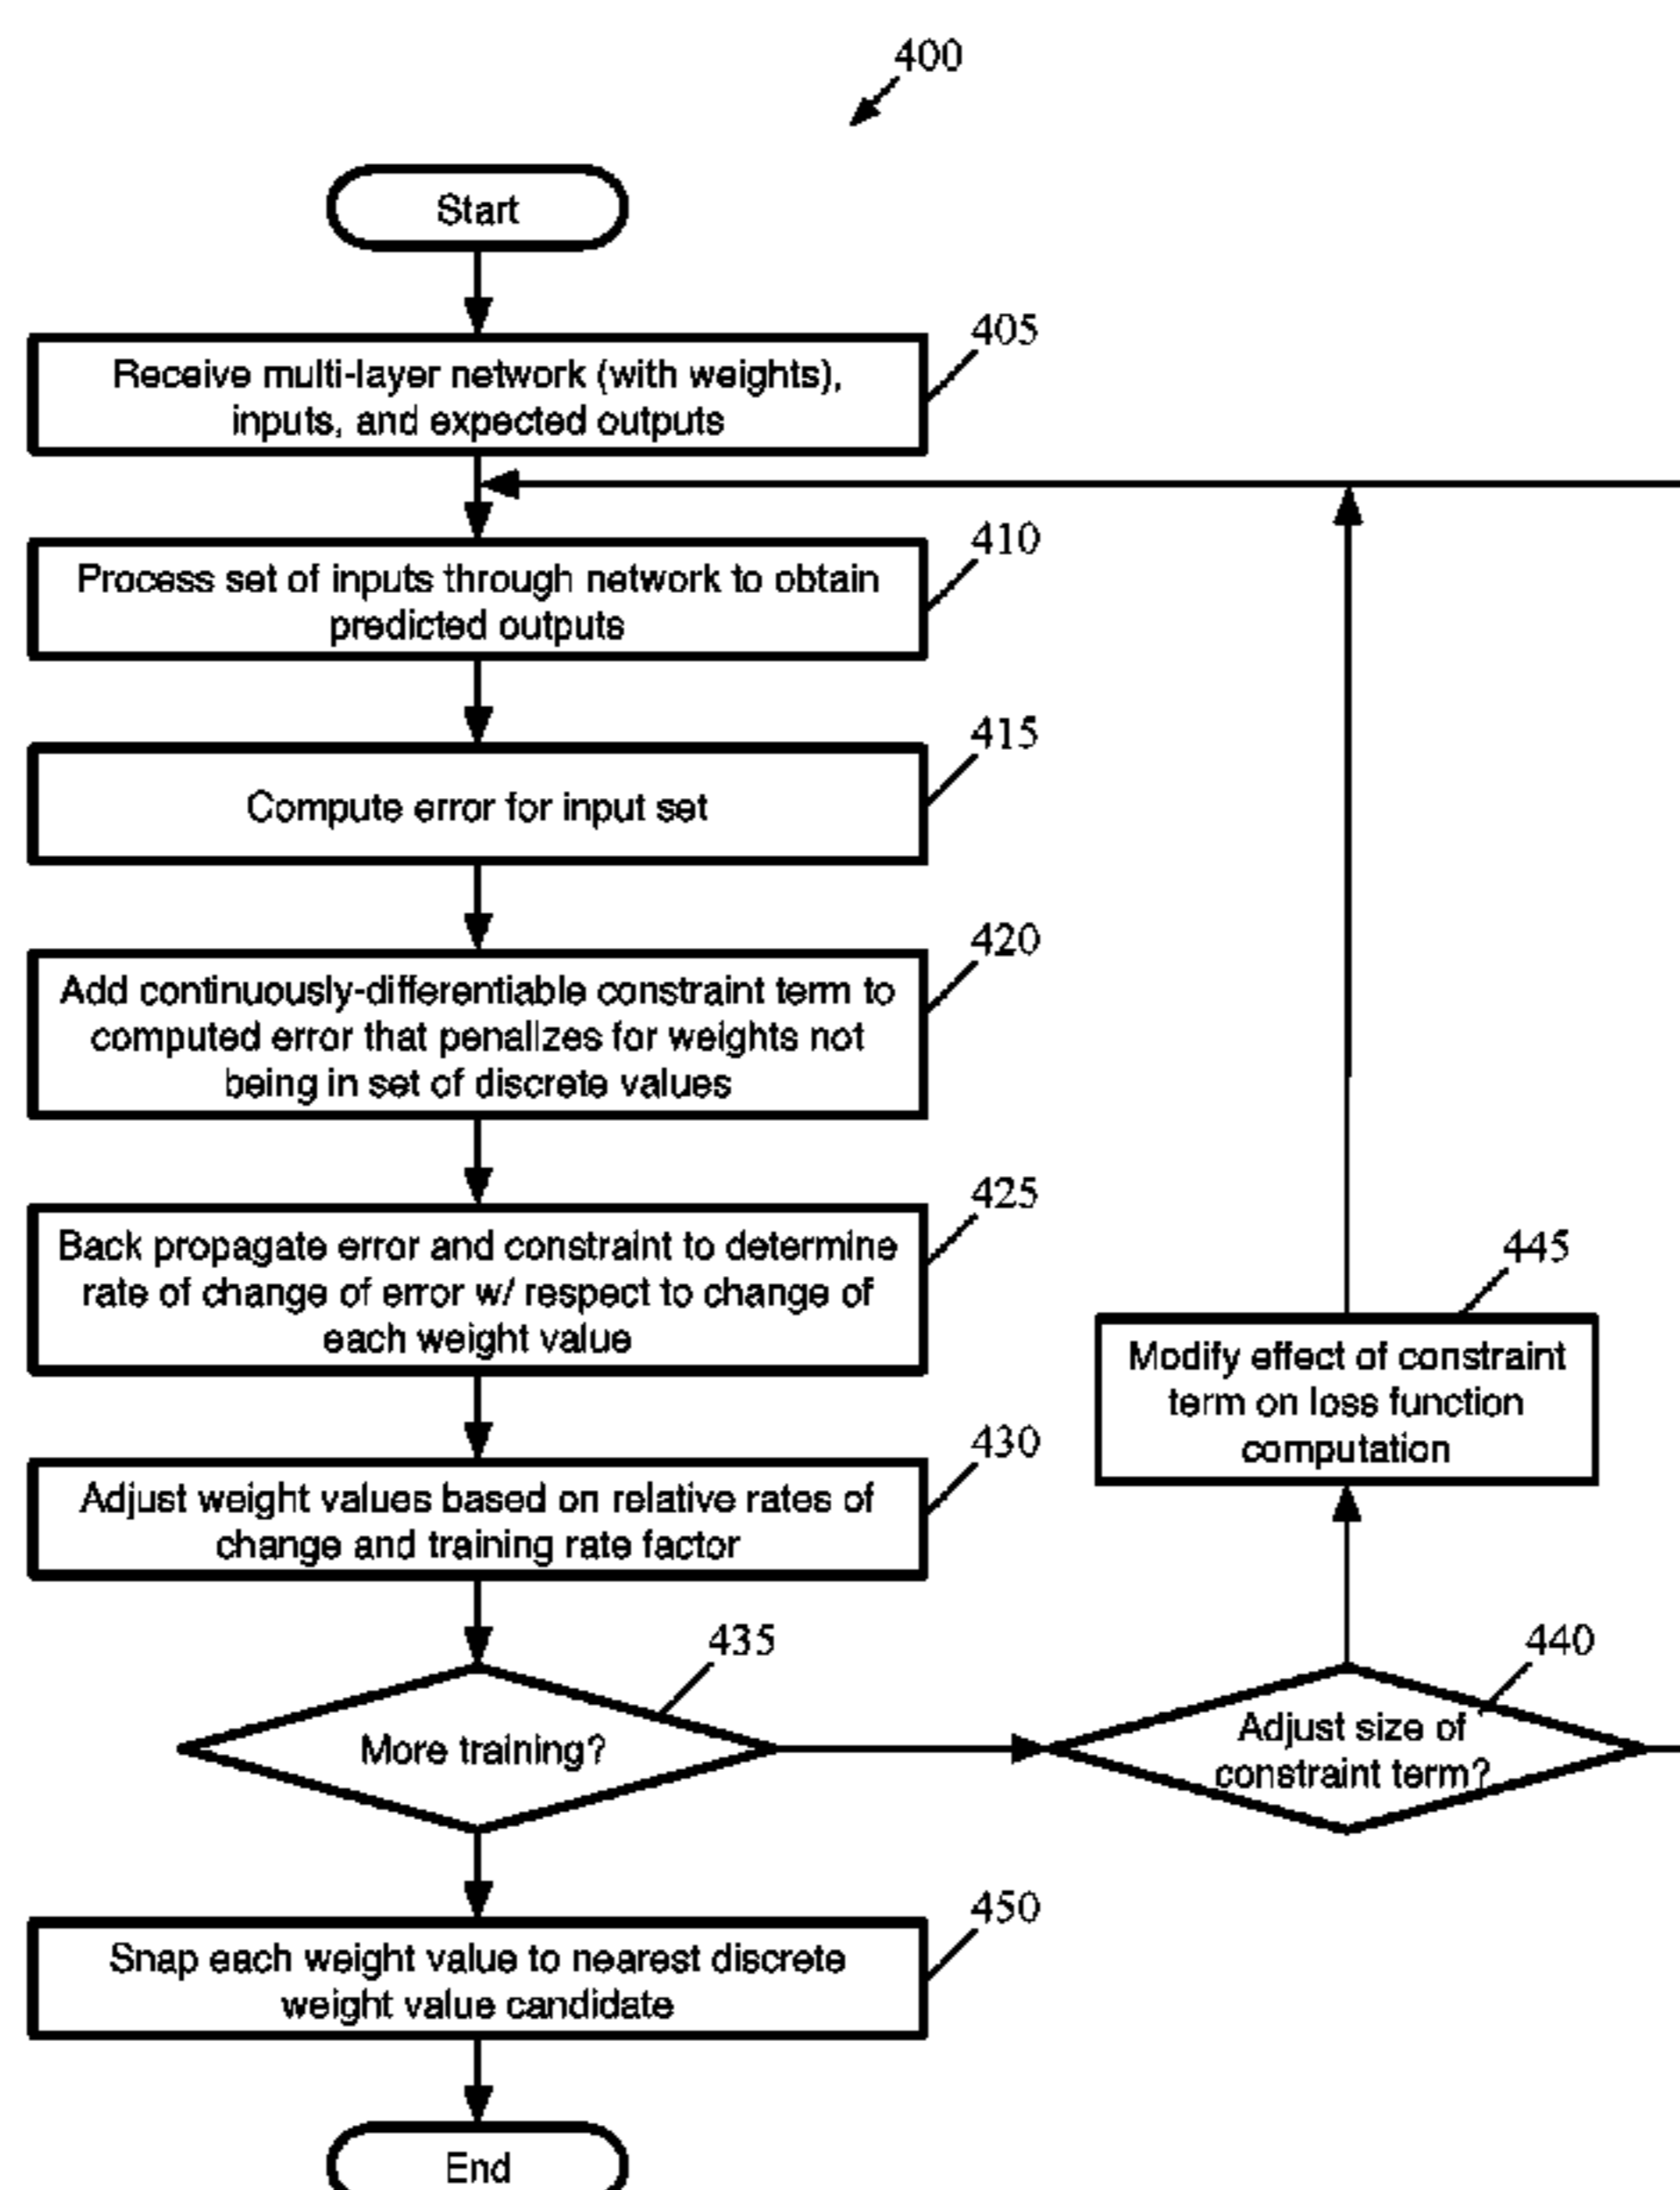 400
Start
405
Receive multi-layer network (with weights),
inputs, and expected outputs
410
Process set of inputs through network to obtain
predicted outputs
415
Compute error for input set
420
Add continuously-differentiable constraint term to
computed error that penalizes for weights not
being in set of discrete values
425
Back propagate error and constraint to determine
rate of change of error w/ respect to change of
each weight value
445
Modify effect of constraint
term on loss function
computation
430
Adjust weight values based on relative rates of
change and training rate factor
435
More training?
440
Adjust size of
constraint term?
450
Snap each weight value to nearest discrete
weight value candidate
End